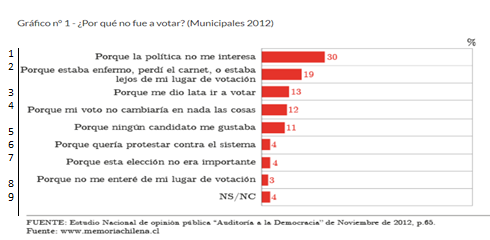 Gráfico n° 1 - ¿Por qué no fue a votar? (Municipales 2012)
%
1 Porque la política no me interesa 30
2 Porque estaba enfermo, perdí el carnet, o estaba
lejos de mi lugar de votación 19
3 Porque me dio lata ir a votar 13
4 Porque mi voto no cambiaría en nada las cosas 12
5 Porque ningún candidato me gustaba 11
6 Porque quería protestar contra el sistema 4
7 Porque esta elección no era importante 4
8 Porque no me enteré de mi lugar de votación 3
9 NS/NC 4
FUENTE: Estudio Nacional de opinión pública "Auditoría a la Democracia" de Noviembre de 2012, p.65.
Fuente: www.memoriachilena.cl